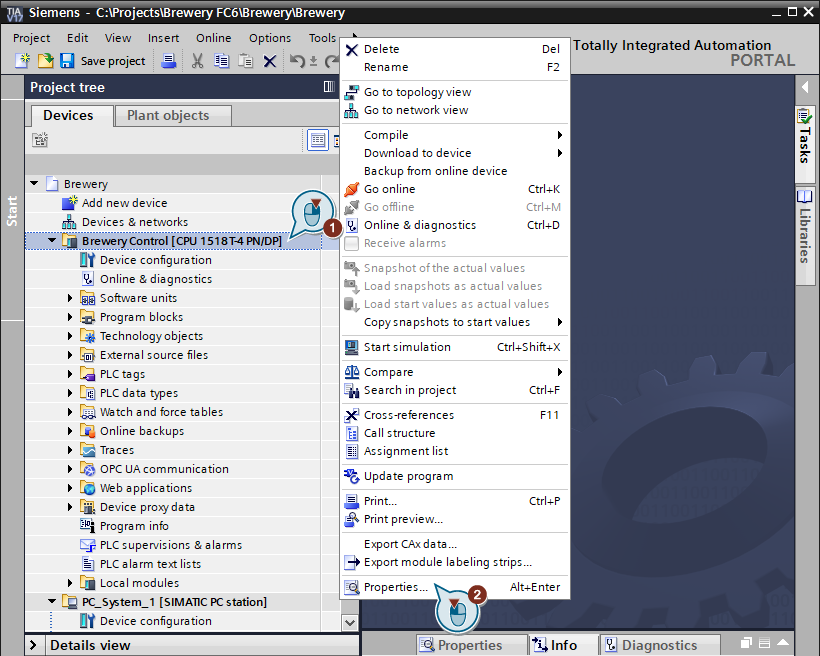 TIA V17 Siemens - C:\Projects\Brewery FC6\Brewery\Brewery
Project Edit View Insert Online Options Tools
Save project
Totally Integrated Automation
PORTAL
Start
Project tree
Devices Plant objects
Brewery
Add new device
Devices & networks
Brewery Control [CPU 1518T-4 PN/DP]
Device configuration
Online & diagnostics
Software units
Program blocks
Technology objects
External source files
PLC tags
PLC data types
Watch and force tables
Online backups
Traces
OPC UA communication
Web applications
Device proxy data
Program info
PLC supervisions & alarms
PLC alarm text lists
Local modules
PC_System_1 [SIMATIC PC station]
Device configuration
Details view
Delete Del
Rename F2
Go to topology view
Go to network view
Compile
Download to device
Backup from online device
Go online Ctrl+K
Go offline Ctrl+M
Online & diagnostics Ctrl+D
Receive alarms
Snapshot of the actual values
Load snapshots as actual values
Load start values as actual values
Copy snapshots to start values
Start simulation Ctrl+Shift+X
Compare
Search in project Ctrl+F
Cross-references F11
Call structure
Assignment list
Update program
Print... Ctrl+P
Print preview...
Export CAx data...
Export module labeling strips...
Properties... Alt+Enter
1
2
Tasks
Libraries
Properties Info Diagnostics